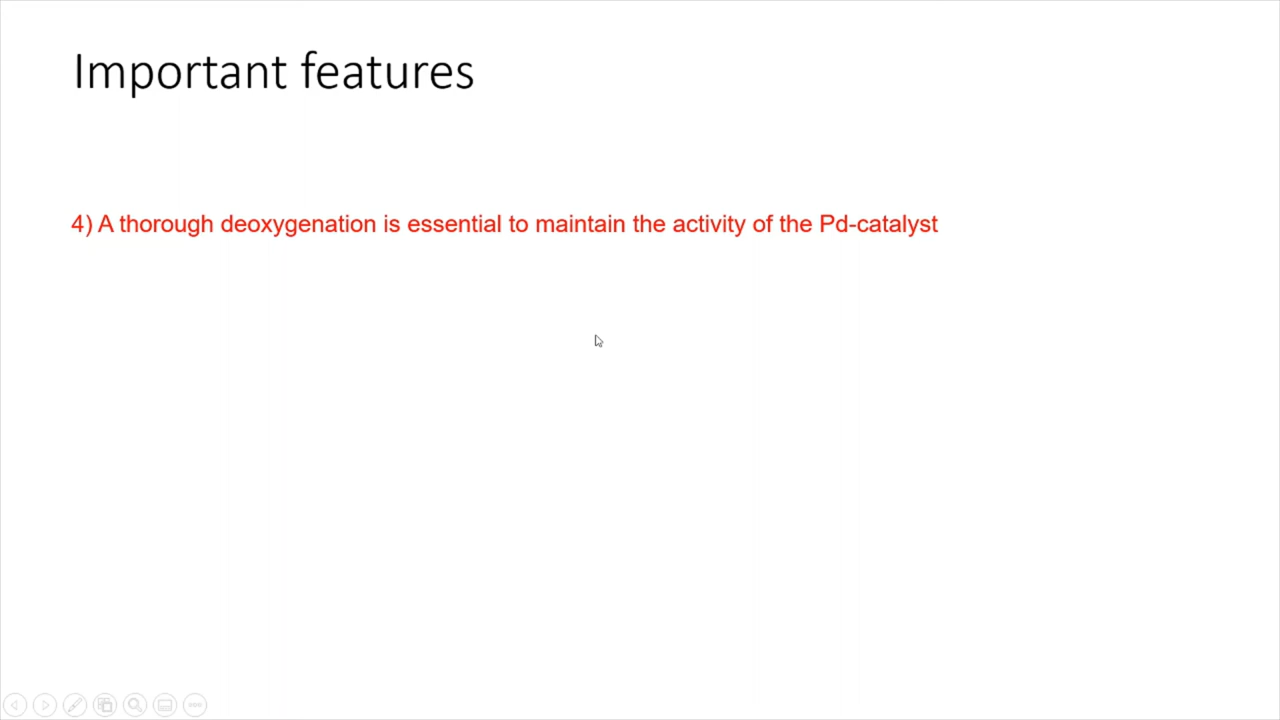 Important features
4) A thorough deoxygenation is essential to maintain the activity of the Pd-catalyst